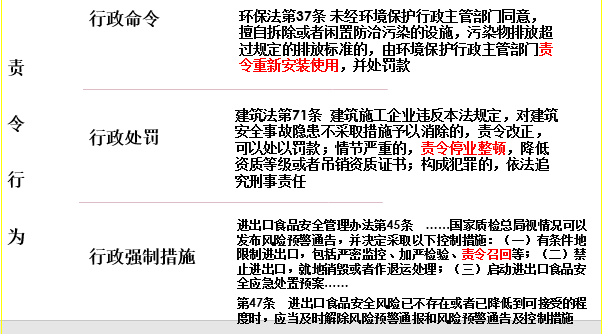 责
令
行
为
行政命令
环保法第37条 未经环境保护行政主管部门同意，
擅自拆除或者闲置防治污染的设施，污染物排放超
过规定的排放标准的，由环境保护行政主管部门责
令重新安装使用，并处罚款
行政处罚
建筑法第71条 建筑施工企业违反本法规定，对建筑
安全事故隐患不采取措施予以消除的，责令改正，
可以处以罚款；情节严重的，责令停业整顿，降低
资质等级或者吊销资质证书；构成犯罪的，依法追
究刑事责任
行政强制措施
进出口食品安全管理办法第45条 ……国家质检总局视情况可以
发布风险预警通告，并决定采取以下控制措施：（一）有条件地
限制进出口，包括严密监控、加严检验、责令召回等；（二）禁
止进出口，就地销毁或者作退运处理；（三）启动进出口食品安
全应急处置预案……
第47条 进出口食品安全风险已不存在或者已降低到可接受的程
度时，应当及时解除风险预警通报和风险预警通告及控制措施